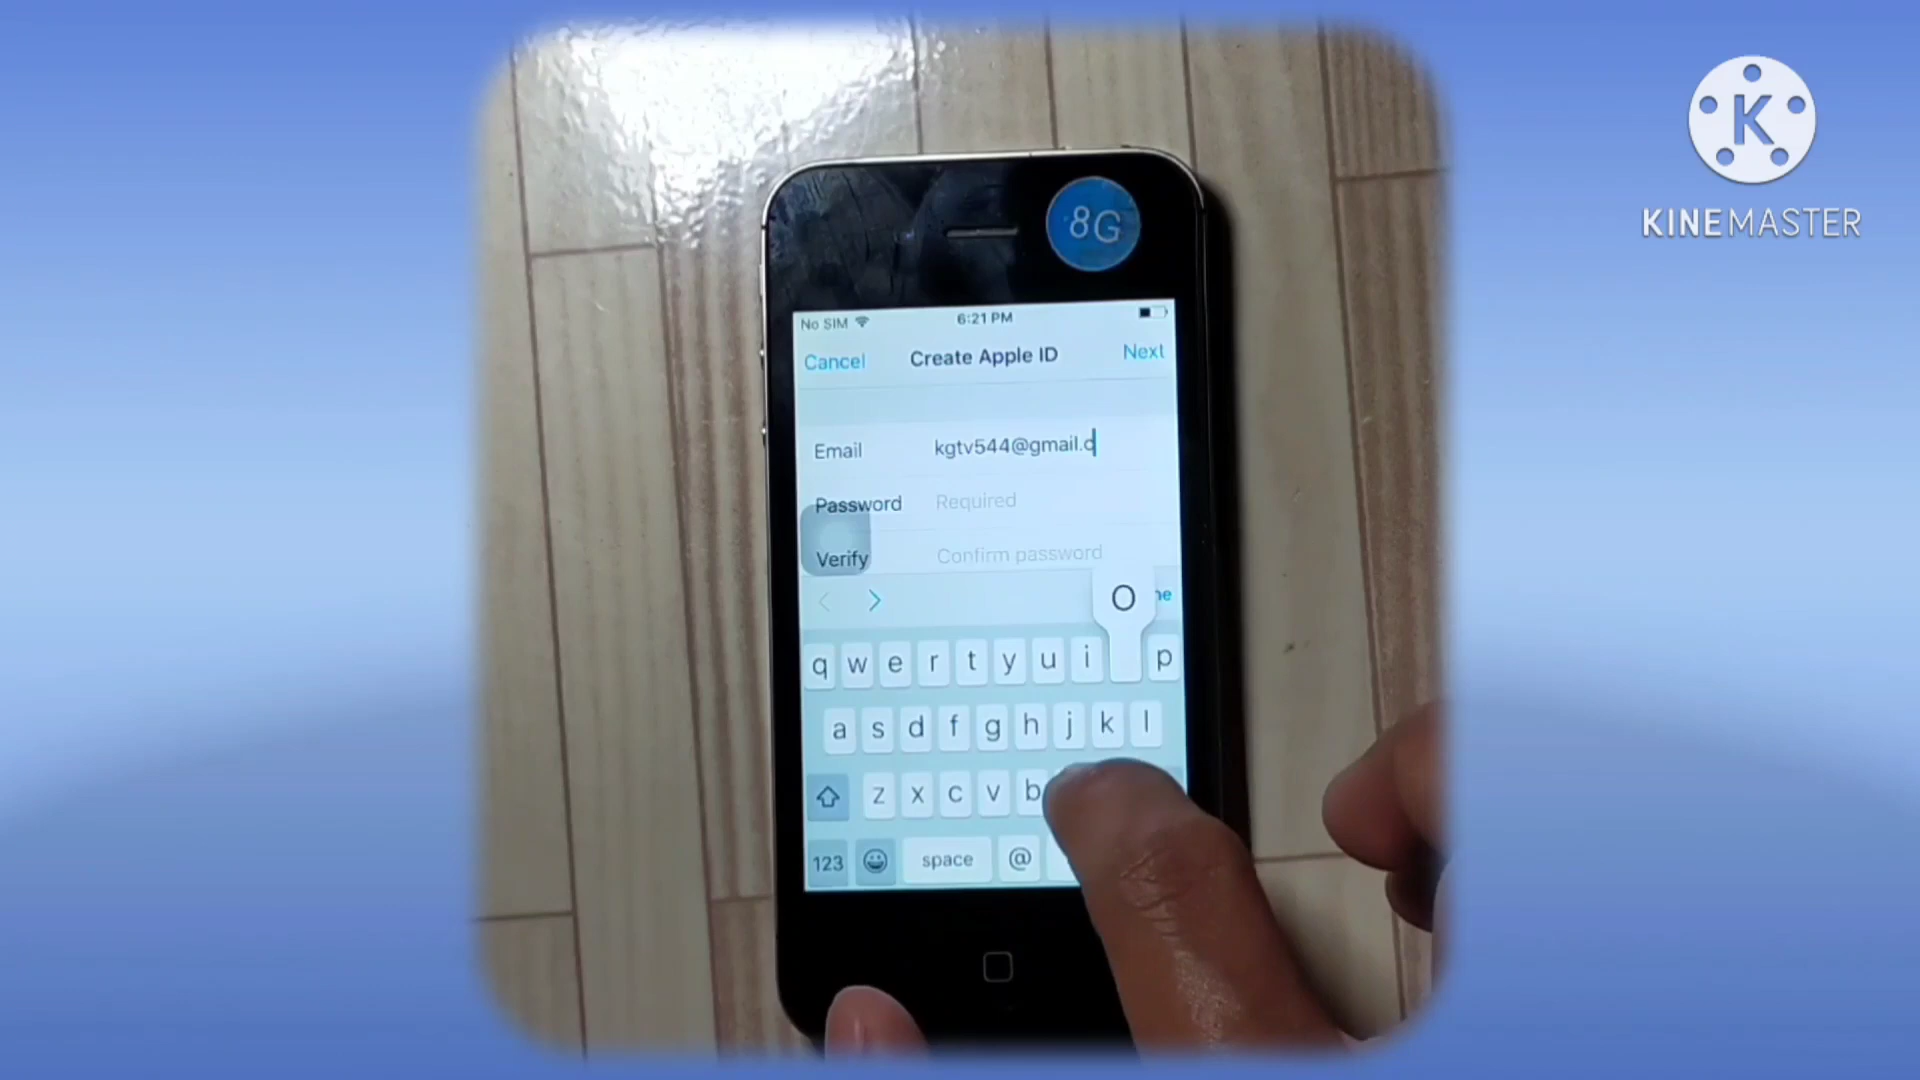 K
KINEMASTER
8G
No SIM 6:21 PM
Cancel Create Apple ID Next
Email kgtv544@gmail.c
Password Required
Verify Confirm password
O
q w e r t y u i p
a s d f g h j k l
z x c v b
123 space @